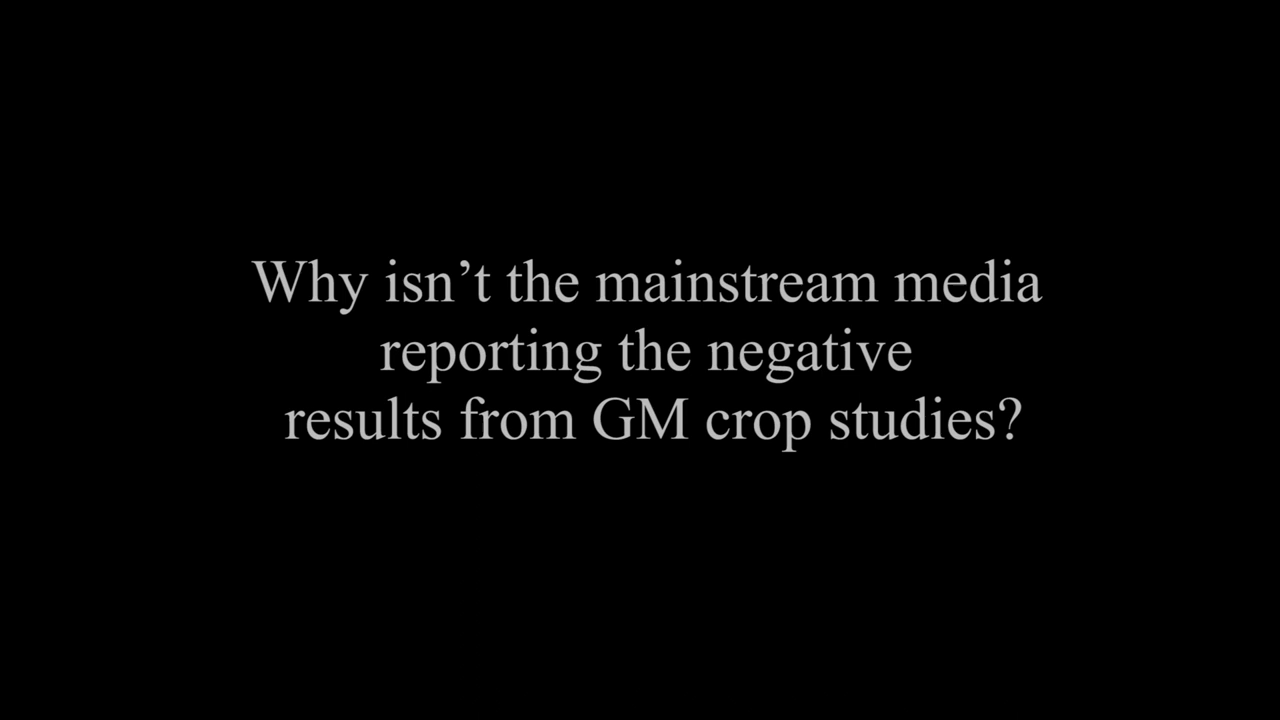 Why isn’t the mainstream media
reporting the negative
results from GM crop studies?